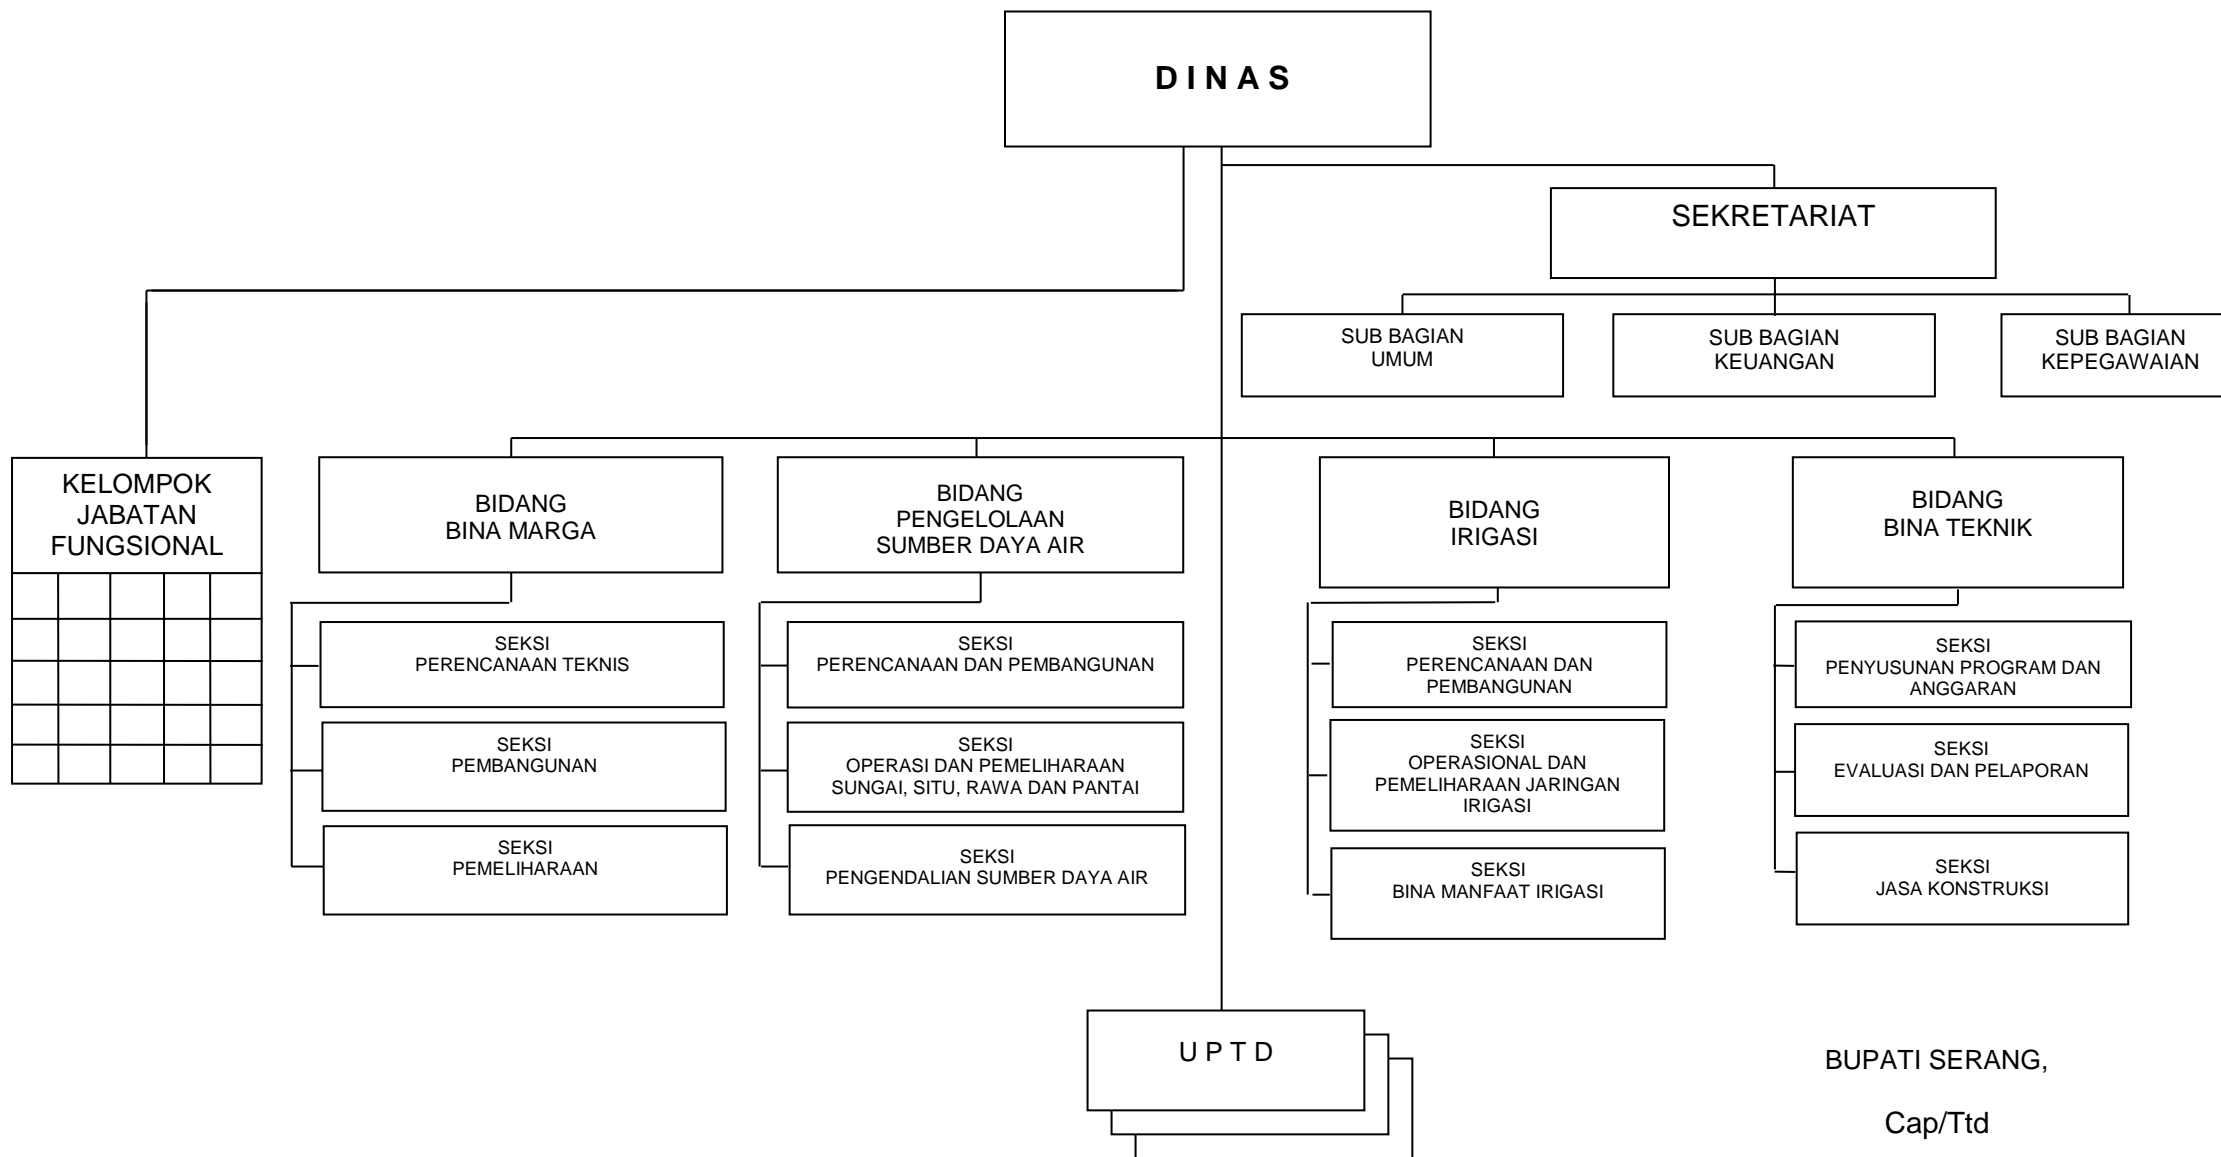 D I N A S
SEKRETARIAT
SUB BAGIAN
UMUM
SUB BAGIAN
KEUANGAN
SUB BAGIAN
KEPEGAWAIAN
KELOMPOK
JABATAN
FUNGSIONAL
BIDANG
BINA MARGA
BIDANG
PENGELOLAAN
SUMBER DAYA AIR
BIDANG
IRIGASI
BIDANG
BINA TEKNIK
SEKSI
PERENCANAAN TEKNIS
SEKSI
PEMBANGUNAN
SEKSI
PEMELIHARAAN
SEKSI
PERENCANAAN DAN PEMBANGUNAN
SEKSI
OPERASI DAN PEMELIHARAAN
SUNGAI, SITU, RAWA DAN PANTAI
SEKSI
PENGENDALIAN SUMBER DAYA AIR
SEKSI
PERENCANAAN DAN
PEMBANGUNAN
SEKSI
OPERASIONAL DAN
PEMELIHARAAN JARINGAN
IRIGASI
SEKSI
BINA MANFAAT IRIGASI
SEKSI
PENYUSUNAN PROGRAM DAN
ANGGARAN
SEKSI
EVALUASI DAN PELAPORAN
SEKSI
JASA KONSTRUKSI
U P T D
BUPATI SERANG,
Cap/Ttd